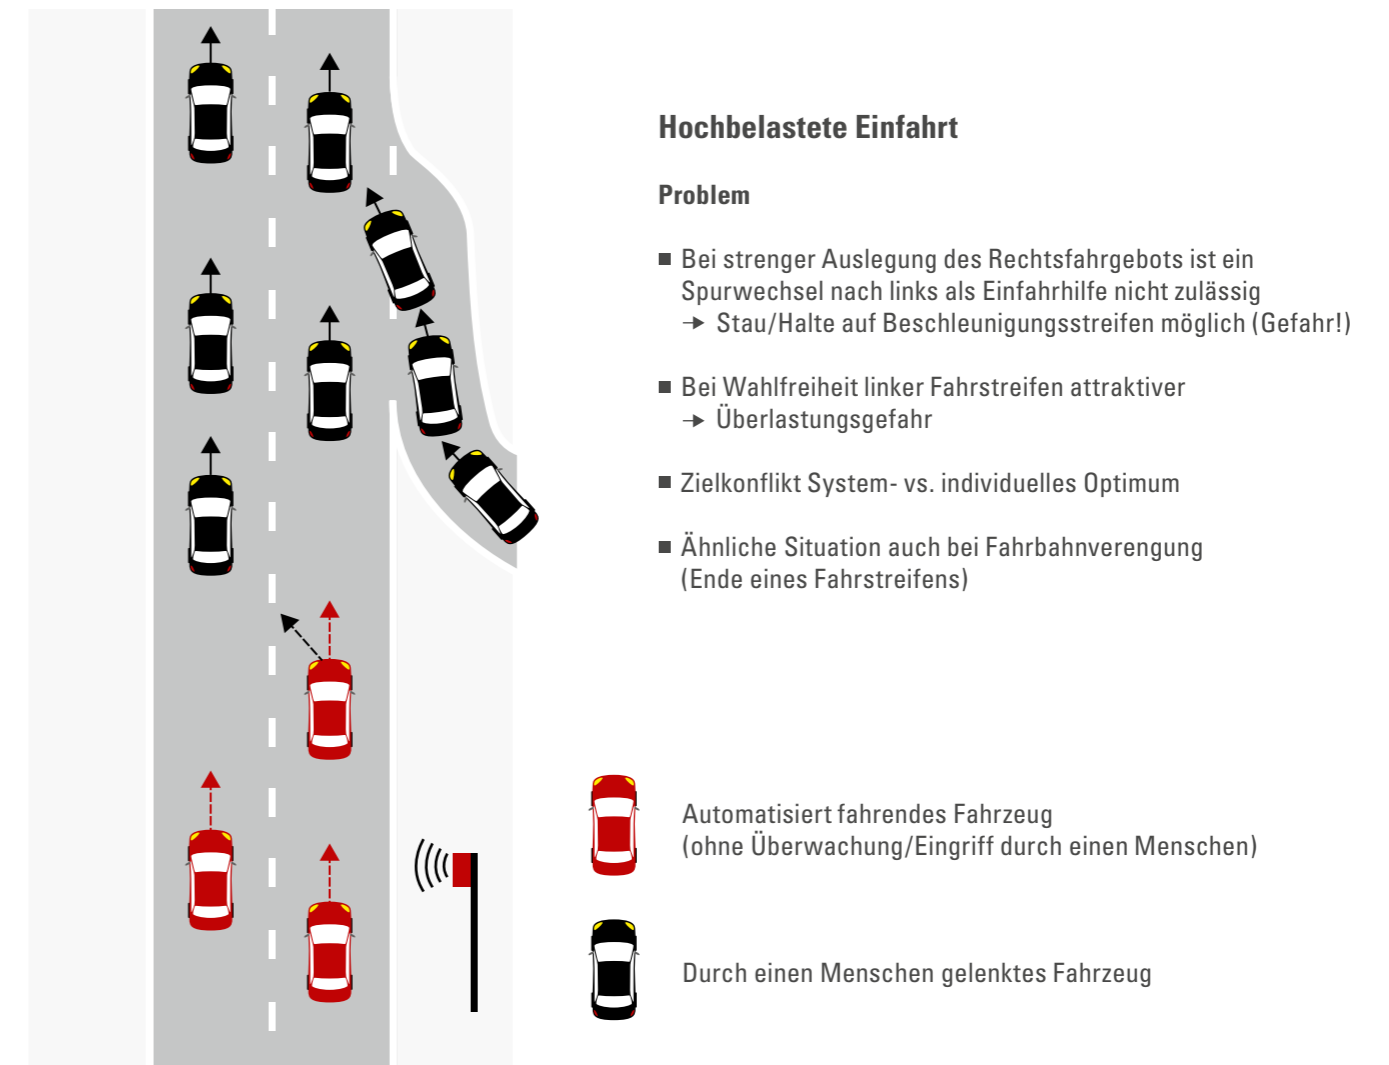 Hochbelastete Einfahrt
Problem
■ Bei strenger Auslegung des Rechtsfahrgebots ist ein
Spurwechsel nach links als Einfahrhilfe nicht zulässig
→ Stau/Halte auf Beschleunigungsstreifen möglich (Gefahr!)
■ Bei Wahlfreiheit linker Fahrstreifen attraktiver
→ Überlastungsgefahr
■ Zielkonflikt System- vs. individuelles Optimum
■ Ähnliche Situation auch bei Fahrbahnverengung
(Ende eines Fahrstreifens)
Automatisiert fahrendes Fahrzeug
(ohne Überwachung/Eingriff durch einen Menschen)
Durch einen Menschen gelenktes Fahrzeug